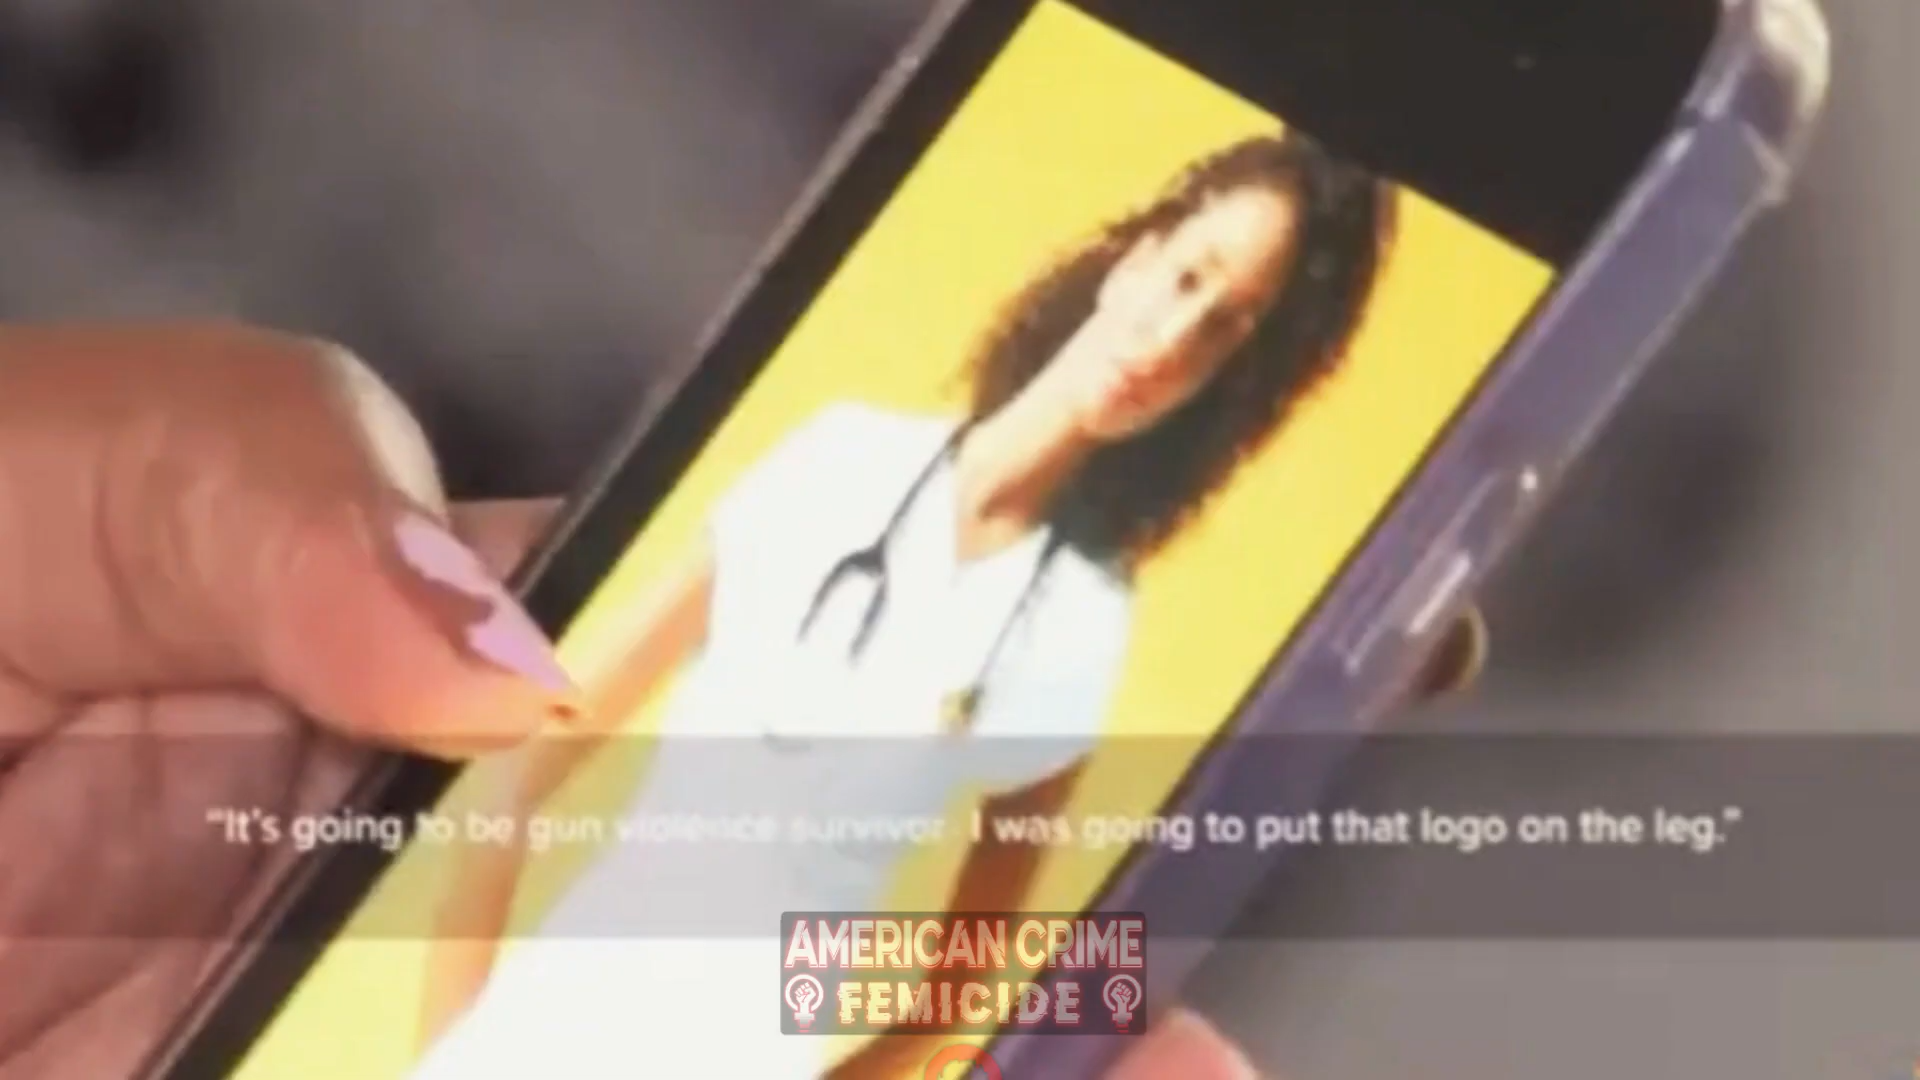 "It's going to be gun violence survivor. I was going to put that logo on the leg."
AMERICAN CRIME
FEMICIDE